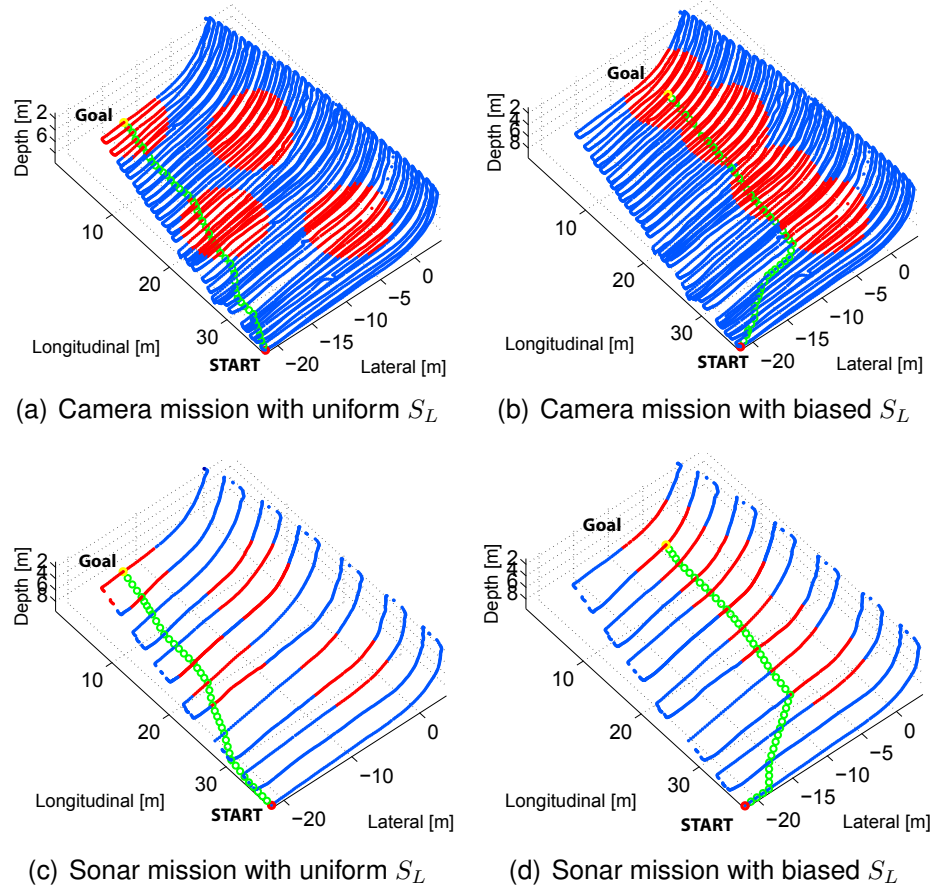 Goal
Depth [m]
2
6
10
20
30
Longitudinal [m]
START
−20
−15
−10
−5
0
Lateral [m]
(a) Camera mission with uniform S_L
Goal
Depth [m]
2
4
6
8
10
20
30
Longitudinal [m]
START
−20
−15
−10
−5
0
Lateral [m]
(b) Camera mission with biased S_L
Goal
Depth [m]
2
4
6
8
10
20
30
Longitudinal [m]
START
−20
−10
0
Lateral [m]
(c) Sonar mission with uniform S_L
Goal
Depth [m]
2
4
6
8
10
20
30
Longitudinal [m]
START
−20
−15
−10
−5
0
Lateral [m]
(d) Sonar mission with biased S_L